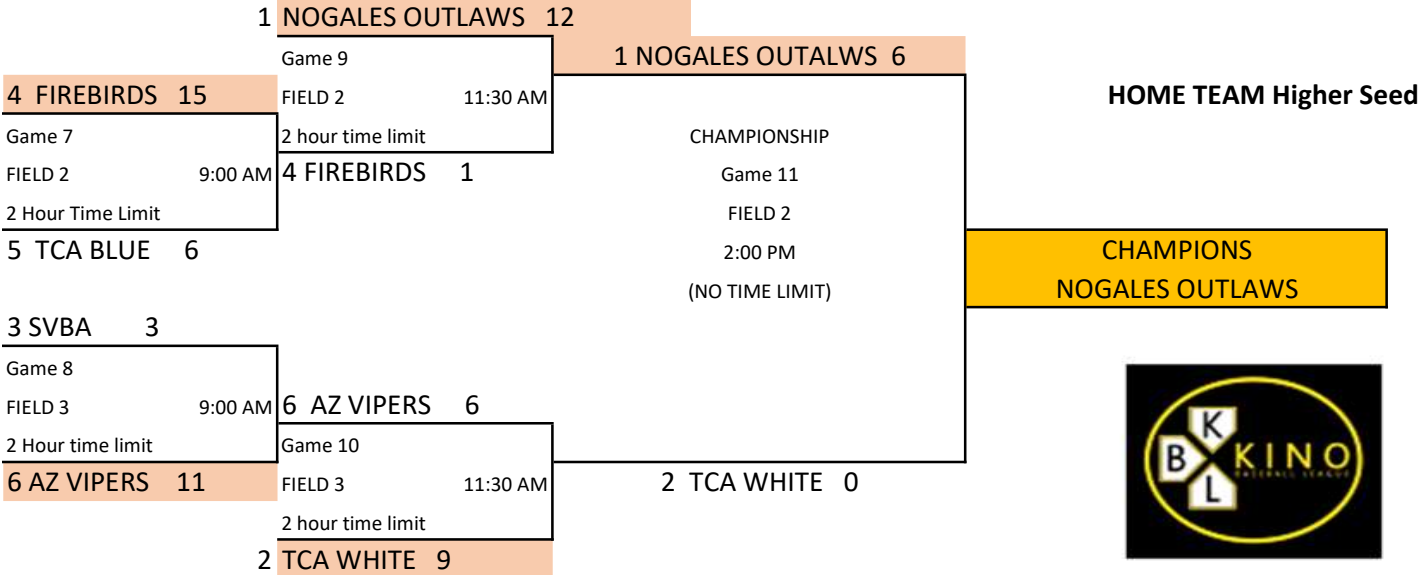 1 NOGALES OUTLAWS 12
Game 9
1 NOGALES OUTALWS 6
4 FIREBIRDS 15
FIELD 2 11:30 AM
HOME TEAM Higher Seed
Game 7
2 hour time limit
CHAMPIONSHIP
FIELD 2 9:00 AM
4 FIREBIRDS 1
Game 11
2 Hour Time Limit
FIELD 2
5 TCA BLUE 6
2:00 PM
CHAMPIONS
(NO TIME LIMIT)
NOGALES OUTLAWS
3 SVBA 3
Game 8
FIELD 3 9:00 AM
6 AZ VIPERS 6
2 Hour time limit
Game 10
6 AZ VIPERS 11
FIELD 3 11:30 AM
2 TCA WHITE 0
2 hour time limit
2 TCA WHITE 9
K
B KINO
BASEBALL LEAGUE
L